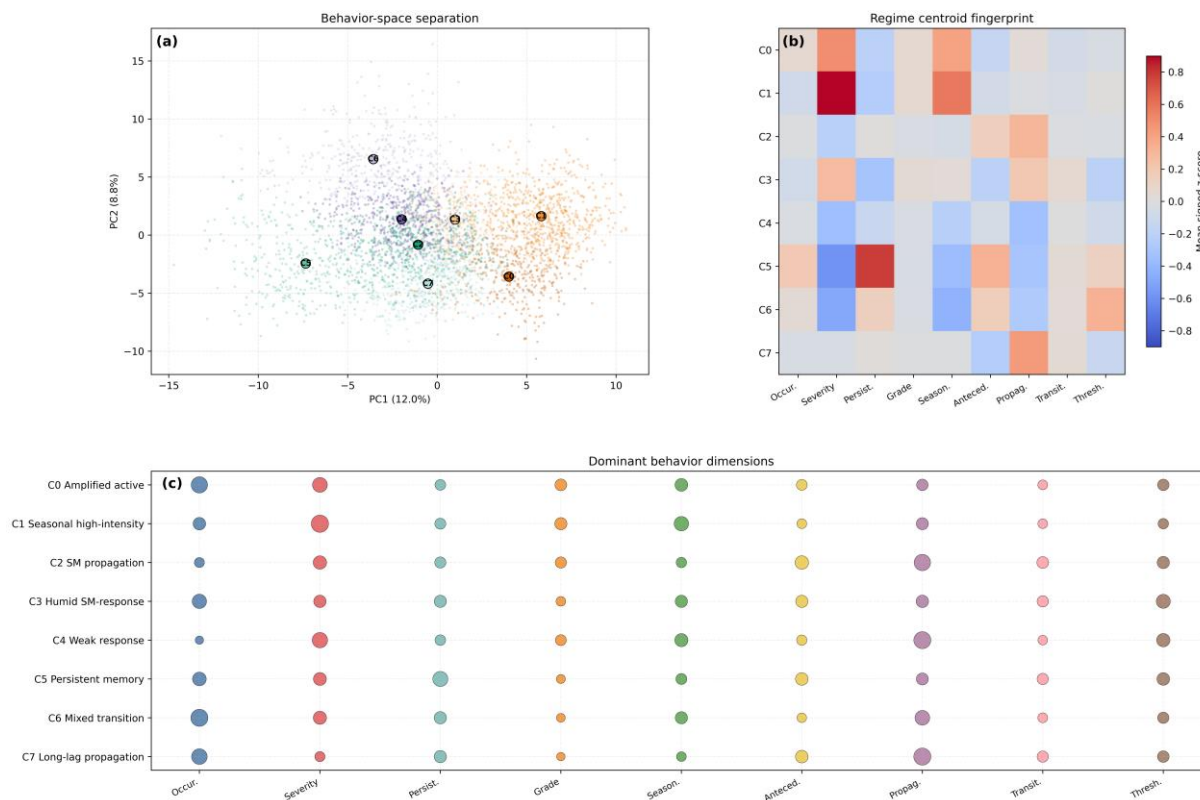 Behavior-space separation
(a)
15
10
5
0
−5
−10
−15
−10
−5
0
5
10
PC2 (8.8%)
PC1 (12.0%)
C6
C5
C7
Regime centroid fingerprint
(b)
C0
C1
C2
C3
C4
C5
C6
C7
Occur.
Severity
Persist.
Grade
Season.
Anteced.
Propag.
Transit.
Thresh.
0.8
0.6
0.4
0.2
0.0
−0.2
−0.4
−0.6
−0.8
Dominant behavior dimensions
(c)
C0 Amplified active
C1 Seasonal high-intensity
C2 SM propagation
C3 Humid SM-response
C4 Weak response
C5 Persistent memory
C6 Mixed transition
C7 Long-lag propagation
Occur.
Severity
Persist.
Grade
Season.
Anteced.
Propag.
Transit.
Thresh.